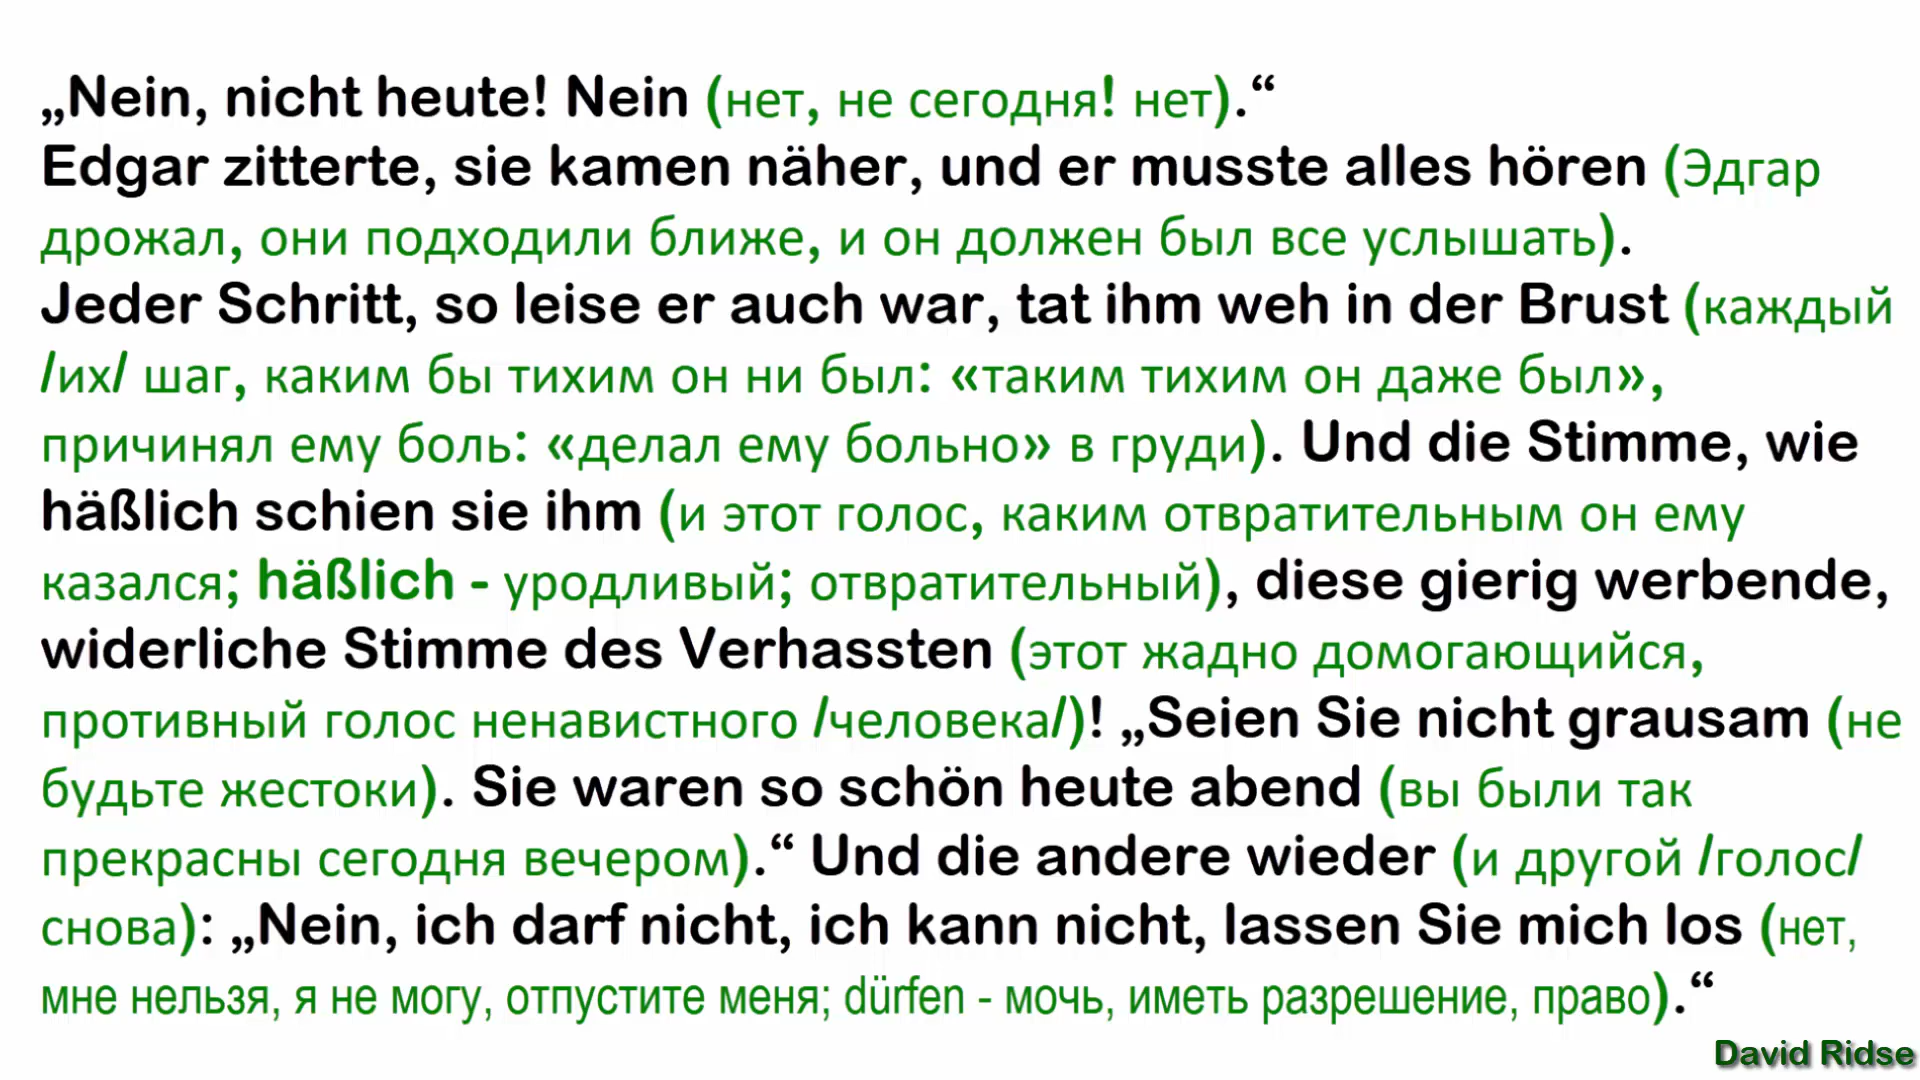 „Nein, nicht heute! Nein (нет, не сегодня! нет).“
Edgar zitterte, sie kamen näher, und er musste alles hören (Эдгар
дрожал, они подходили ближе, и он должен был все услышать).
Jeder Schritt, so leise er auch war, tat ihm weh in der Brust (каждый
/их/ шаг, каким бы тихим он ни был: «таким тихим он даже был»,
причинял ему боль: «делал ему больно» в груди). Und die Stimme, wie
häßlich schien sie ihm (и этот голос, каким отвратительным он ему
казался; häßlich - уродливый; отвратительный), diese gierig werbende,
widerliche Stimme des Verhassten (этот жадно домогающийся,
противный голос ненавистного /человека/)! „Seien Sie nicht grausam (не
будьте жестоки). Sie waren so schön heute abend (вы были так
прекрасны сегодня вечером).“ Und die andere wieder (и другой /голос/
снова): „Nein, ich darf nicht, ich kann nicht, lassen Sie mich los (нет,
мне нельзя, я не могу, отпустите меня; dürfen - мочь, иметь разрешение, право).“
David Ridse